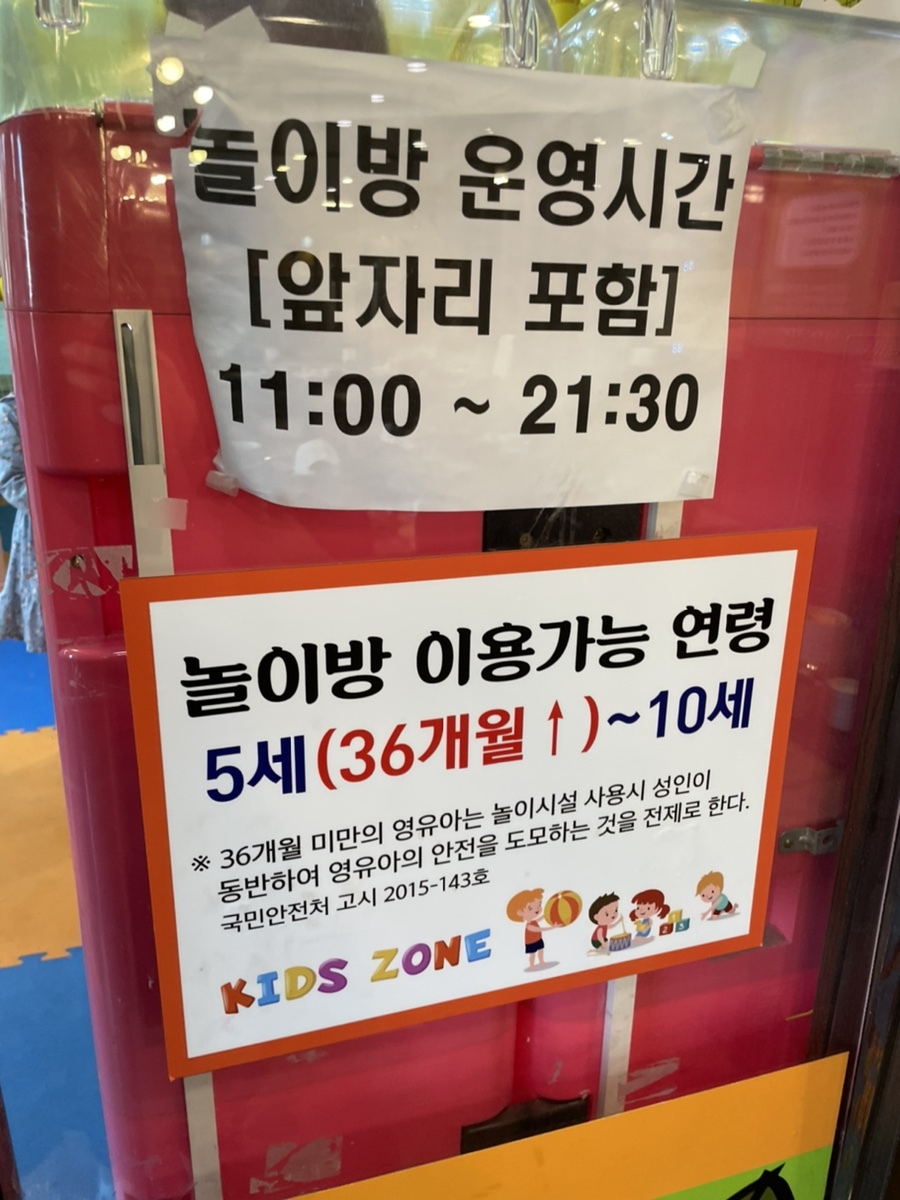 놀이방 운영시간
[앞자리 포함]
11:00 ~ 21:30
놀이방 이용가능 연령
5세(36개월↑)~10세
※ 36개월 미만의 영유아는 놀이시설 사용시 성인이
동반하여 영유아의 안전을 도모하는 것을 전제로 한다.
국민안전처 고시 2015-143호
KIDS ZONE